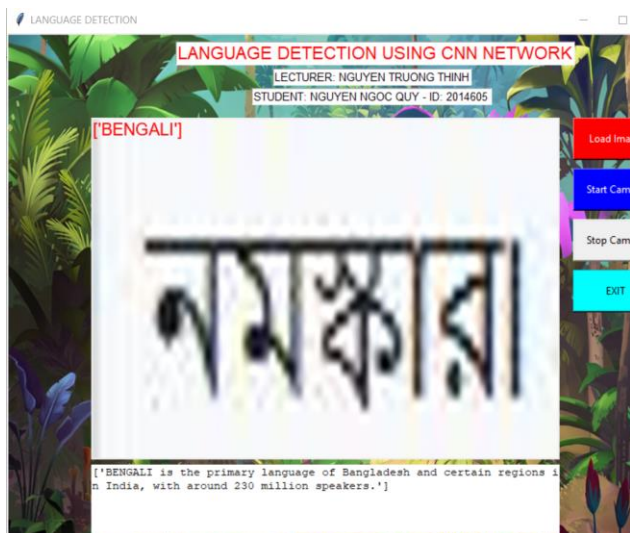 LANGUAGE DETECTION
LANGUAGE DETECTION USING CNN NETWORK
LECTURER: NGUYEN TRUONG THINH
STUDENT: NGUYEN NGOC QUY - ID: 2014605
['BENGALI']
Load Ima
Start Cam
Stop Cam
EXIT
নমস্কার।
['BENGALI is the primary language of Bangladesh and certain regions i
n India, with around 230 million speakers.']